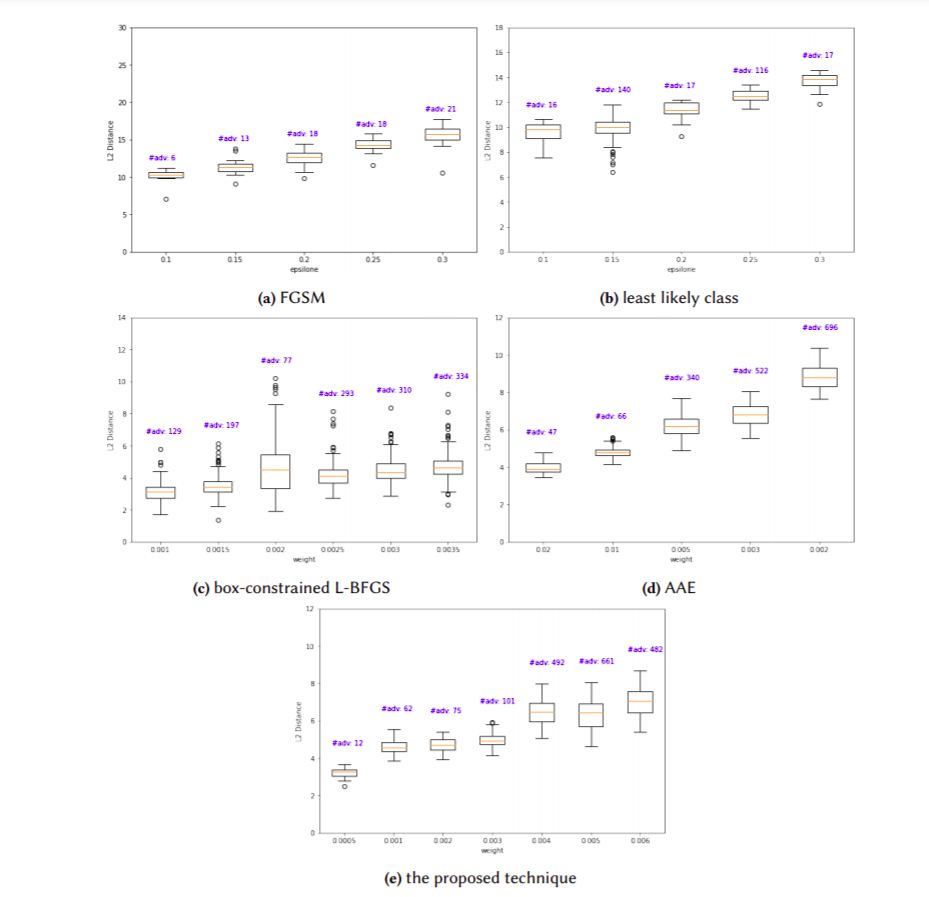 30
25
20
15
10
5
0
L2 Distance
#adv: 6
#adv: 13
#adv: 18
#adv: 18
#adv: 21
0.1 0.15 0.2 0.25 0.3
epsilone
(a) FGSM
18
16
14
12
10
8
6
4
2
0
L2 Distance
#adv: 16
#adv: 140
#adv: 17
#adv: 116
#adv: 17
0.1 0.15 0.2 0.25 0.3
epsilone
(b) least likely class
14
12
10
8
6
4
2
0
L2 Distance
#adv: 129
#adv: 197
#adv: 77
#adv: 293
#adv: 310
#adv: 334
0.001 0.0015 0.002 0.0025 0.003 0.0035
weight
(c) box-constrained L-BFGS
12
10
8
6
4
2
0
L2 Distance
#adv: 47
#adv: 66
#adv: 340
#adv: 522
#adv: 696
0.02 0.01 0.005 0.003 0.002
weight
(d) AAE
12
10
8
6
4
2
0
L2 Distance
#adv: 12
#adv: 62
#adv: 75
#adv: 101
#adv: 492
#adv: 661
#adv: 482
0.0005 0.001 0.002 0.003 0.004 0.005 0.006
weight
(e) the proposed technique